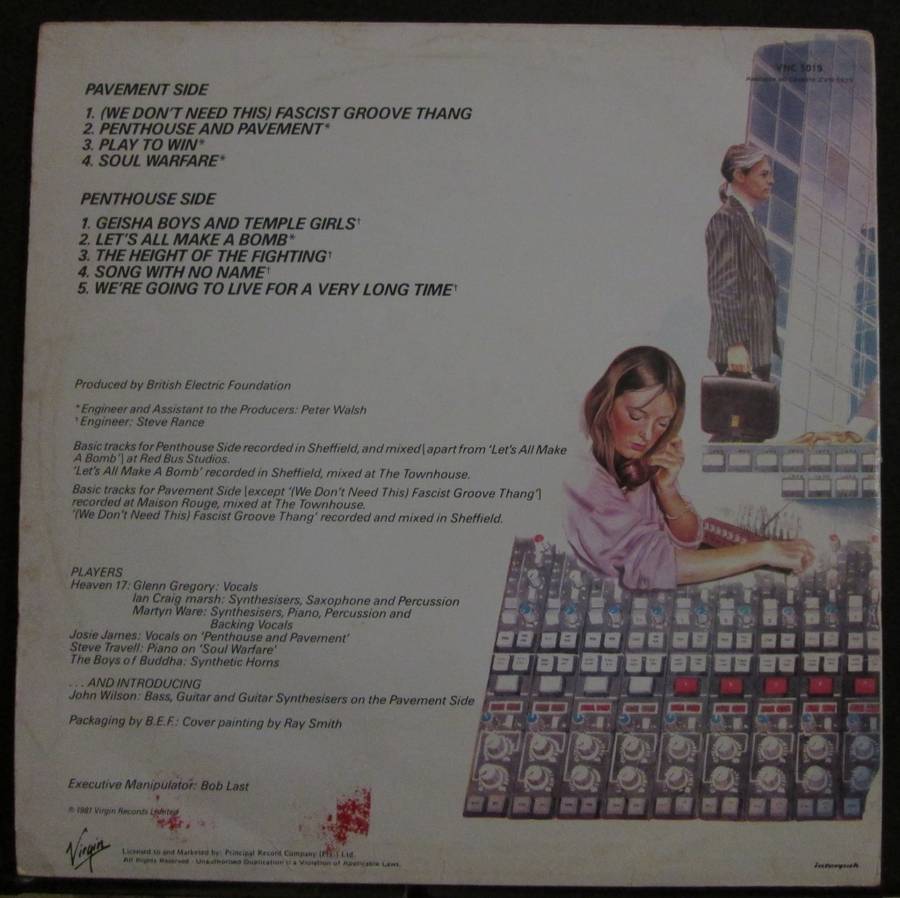 VNC 5019
PAVEMENT SIDE
1. (WE DON'T NEED THIS) FASCIST GROOVE THANG
2. PENTHOUSE AND PAVEMENT*
3. PLAY TO WIN*
4. SOUL WARFARE*
PENTHOUSE SIDE
1. GEISHA BOYS AND TEMPLE GIRLS†
2. LET'S ALL MAKE A BOMB*
3. THE HEIGHT OF THE FIGHTING†
4. SONG WITH NO NAME†
5. WE'RE GOING TO LIVE FOR A VERY LONG TIME†
Produced by British Electric Foundation
*Engineer and Assistant to the Producers: Peter Walsh
†Engineer: Steve Rance
Basic tracks for Penthouse Side recorded in Sheffield, and mixed (apart from 'Let's All Make
A Bomb') at Red Bus Studios.
'Let's All Make A Bomb' recorded in Sheffield, mixed at The Townhouse.
Basic tracks for Pavement Side (except '(We Don't Need This) Fascist Groove Thang')
recorded at Maison Rouge, mixed at The Townhouse.
'(We Don't Need This) Fascist Groove Thang' recorded and mixed in Sheffield.
PLAYERS
Heaven 17: Glenn Gregory: Vocals
Ian Craig marsh: Synthesisers, Saxophone and Percussion
Martyn Ware: Synthesisers, Piano, Percussion and
Backing Vocals
Josie James: Vocals on 'Penthouse and Pavement'
Steve Travell: Piano on 'Soul Warfare'
The Boys of Buddha: Synthetic Horns
. . . AND INTRODUCING
John Wilson: Bass, Guitar and Guitar Synthesisers on the Pavement Side
Packaging by B.E.F.: Cover painting by Ray Smith
Executive Manipulator: Bob Last
℗ 1981 Virgin Records Limited
Virgin
Licensed to and Marketed by: Principal Record Company (Pty.) Ltd.
All Rights Reserved - Unauthorised Duplication is a Violation of Applicable Laws.
interpak